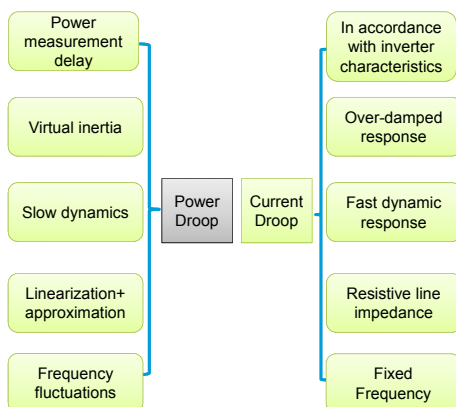 Power
measurement
delay
Virtual inertia
Slow dynamics
Linearization+
approximation
Frequency
fluctuations
Power
Droop
Current
Droop
In accordance
with inverter
characteristics
Over-damped
response
Fast dynamic
response
Resistive line
impedance
Fixed
Frequency